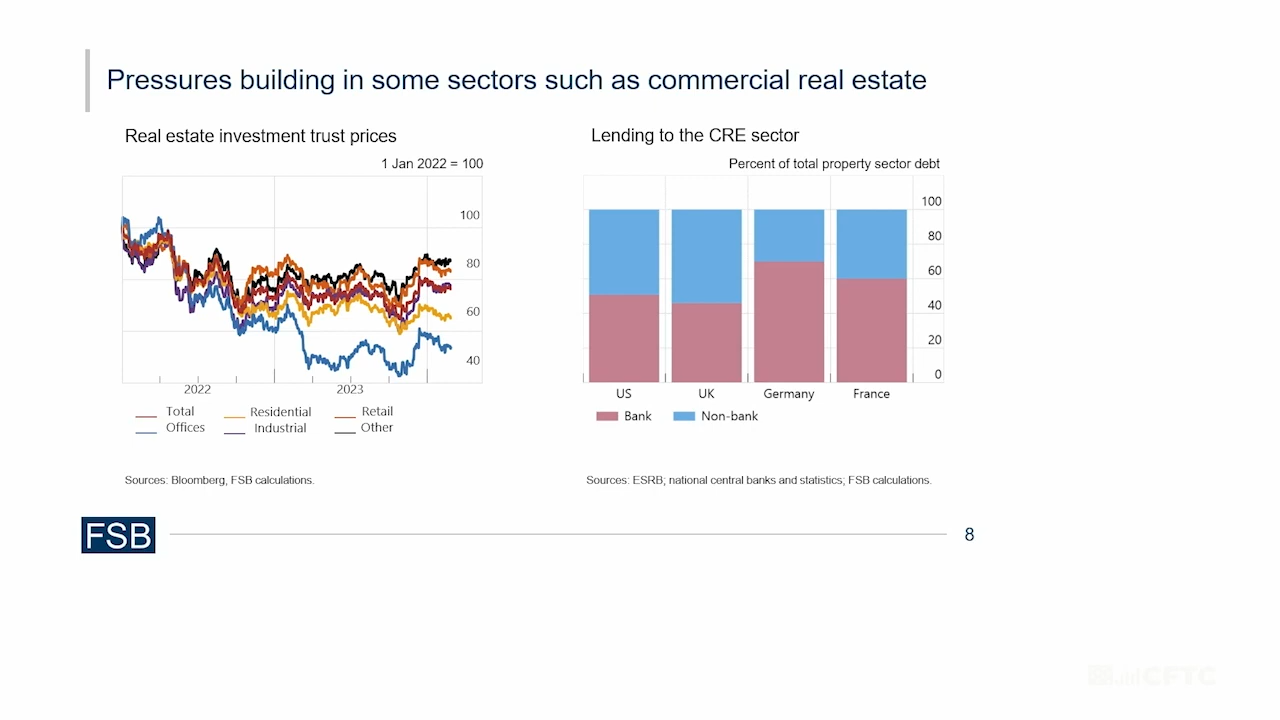 Pressures building in some sectors such as commercial real estate
Real estate investment trust prices
1 Jan 2022 = 100
100
80
60
40
2022 2023
Total Residential Retail
Offices Industrial Other
Sources: Bloomberg, FSB calculations.
Lending to the CRE sector
Percent of total property sector debt
100
80
60
40
20
0
US UK Germany France
Bank Non-bank
Sources: ESRB; national central banks and statistics; FSB calculations.
FSB
8
CFTC